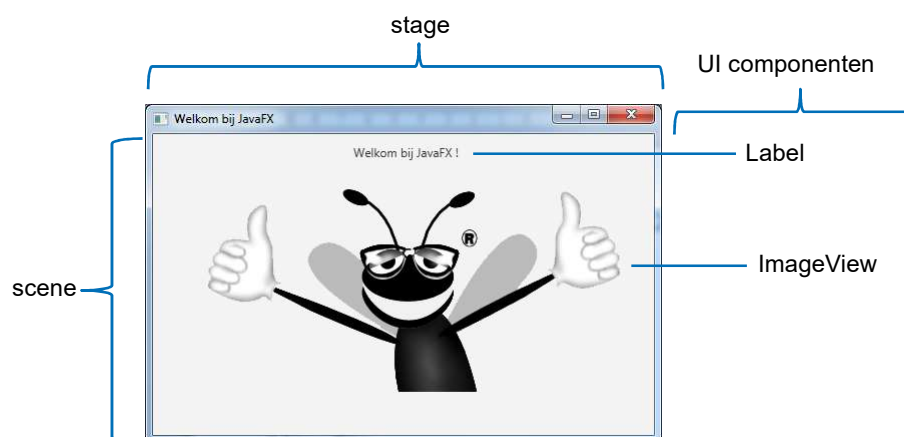 stage
UI componenten
Welkom bij JavaFX
Welkom bij JavaFX !
Label
®
ImageView
scene